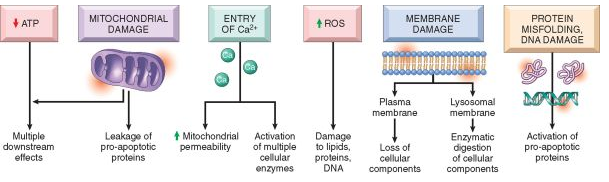 ↓ ATP
MITOCHONDRIAL
DAMAGE
ENTRY
OF Ca²⁺
↑ ROS
MEMBRANE
DAMAGE
PROTEIN
MISFOLDING,
DNA DAMAGE
Ca
Ca
Ca
Plasma
membrane
Lysosomal
membrane
Multiple
downstream
effects
Leakage of
pro-apoptotic
proteins
↑ Mitochondrial
permeability
Activation
of multiple
cellular
enzymes
Damage
to lipids,
proteins,
DNA
Loss of
cellular
components
Enzymatic
digestion
of cellular
components
Activation of
pro-apoptotic
proteins